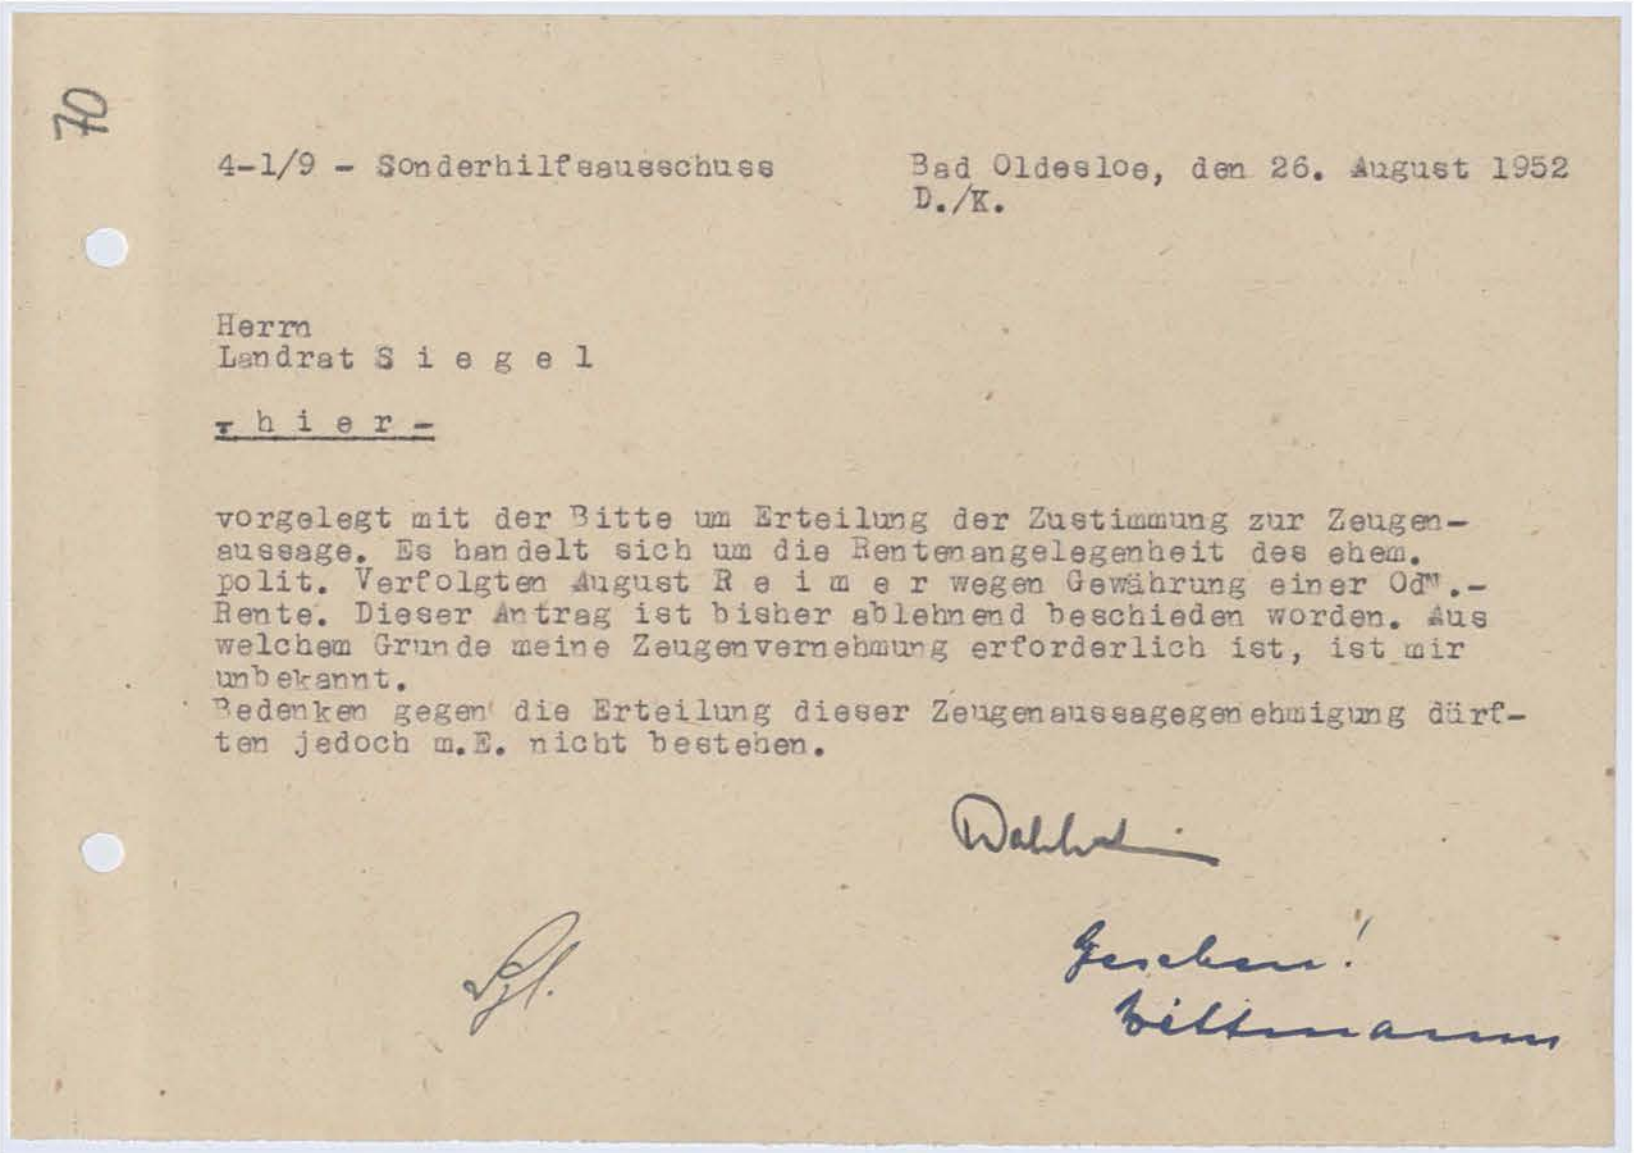 70
4-1/9 - Sonderhilfsausschuss Bad Oldesloe, den 26. August 1952
D./K.
Herrn
Landrat S i e g e l
- h i e r -
vorgelegt mit der Bitte um Erteilung der Zustimmung zur Zeugen-
aussage. Es handelt sich um die Rentenangelegenheit des ehem.
polit. Verfolgten August R e i m e r wegen Gewährung einer OdN.-
Rente. Dieser Antrag ist bisher ablehnend beschieden worden. Aus
welchem Grunde meine Zeugenvernehmung erforderlich ist, ist mir
unbekannt.
Bedenken gegen die Erteilung dieser Zeugenaussagegenehmigung dürf-
ten jedoch m.E. nicht bestehen.
Gesehen!
Wittmann